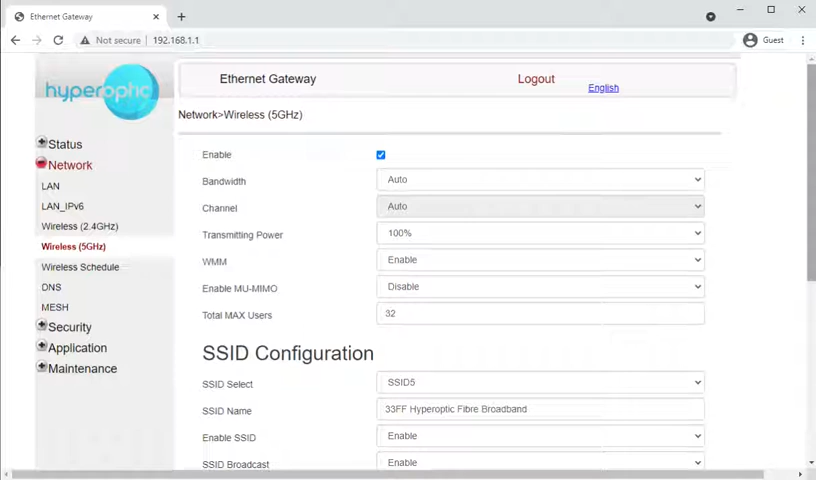 Ethernet Gateway
Not secure
192.168.1.1
Guest
hyperoptic
Ethernet Gateway
Logout
English
Network>Wireless (5GHz)
Status
Network
LAN
LAN_IPv6
Wireless (2.4GHz)
Wireless (5GHz)
Wireless Schedule
DNS
MESH
Security
Application
Maintenance
Enable
Bandwidth Auto
Channel Auto
Transmitting Power 100%
WMM Enable
Enable MU-MIMO Disable
Total MAX Users 32
SSID Configuration
SSID Select SSID5
SSID Name 33FF Hyperoptic Fibre Broadband
Enable SSID Enable
SSID Broadcast Enable